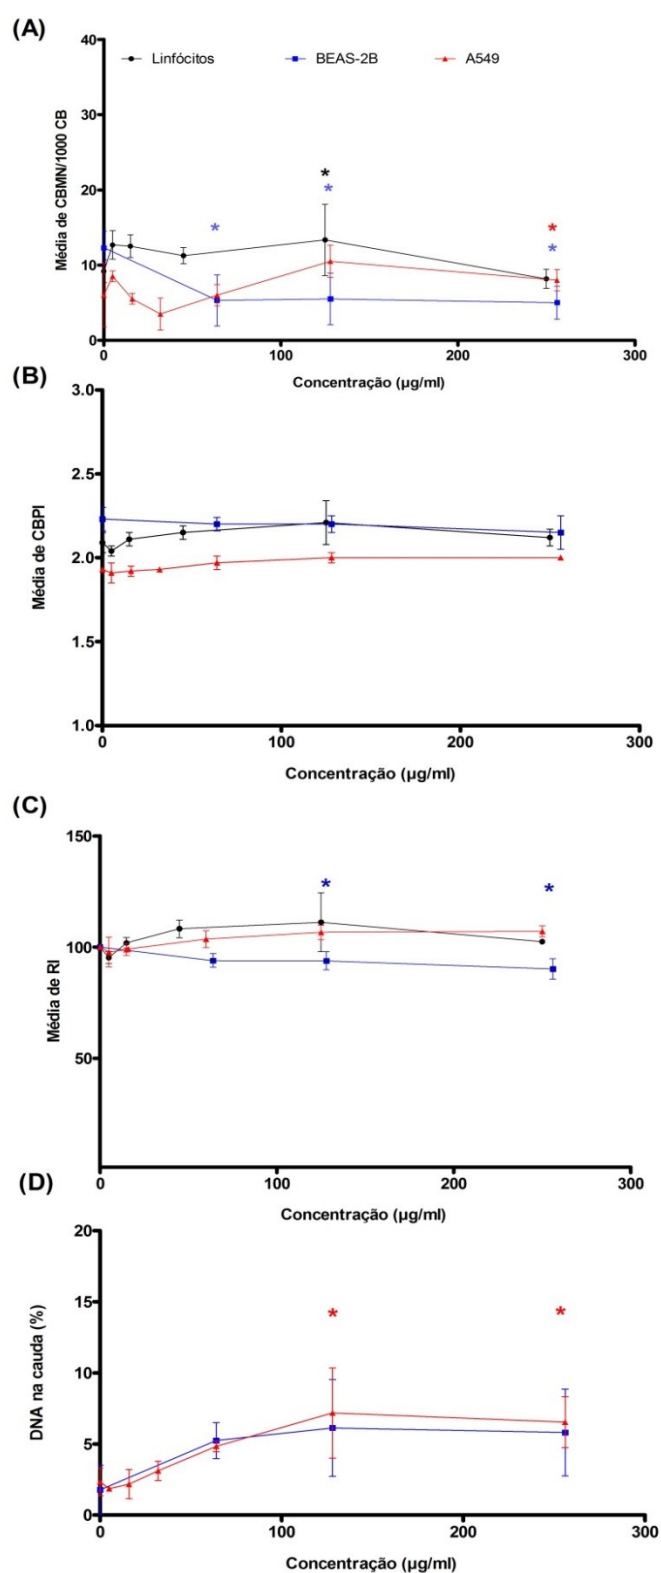 (A)
40
Linfócitos BEAS-2B A549
30
Média de CBMN/1000 CB
*
20
*
* *
*
10
0
0 100 200 300
Concentração (µg/ml)
(B)
3.0
2.5
Média de CBPI
2.0
1.5
1.0
0 100 200 300
Concentração (µg/ml)
(C)
150
* *
Média de RI
100
50
0 100 200 300
Concentração (µg/ml)
(D)
20
15
* *
DNA na cauda (%)
10
5
0
0 100 200 300
Concentração (µg/ml)